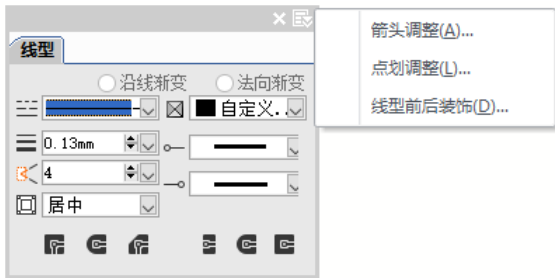 线型
沿线渐变
法向渐变
自定义..
0.13mm
4
居中
箭头调整(A)...
点划调整(L)...
线型前后装饰(D)...